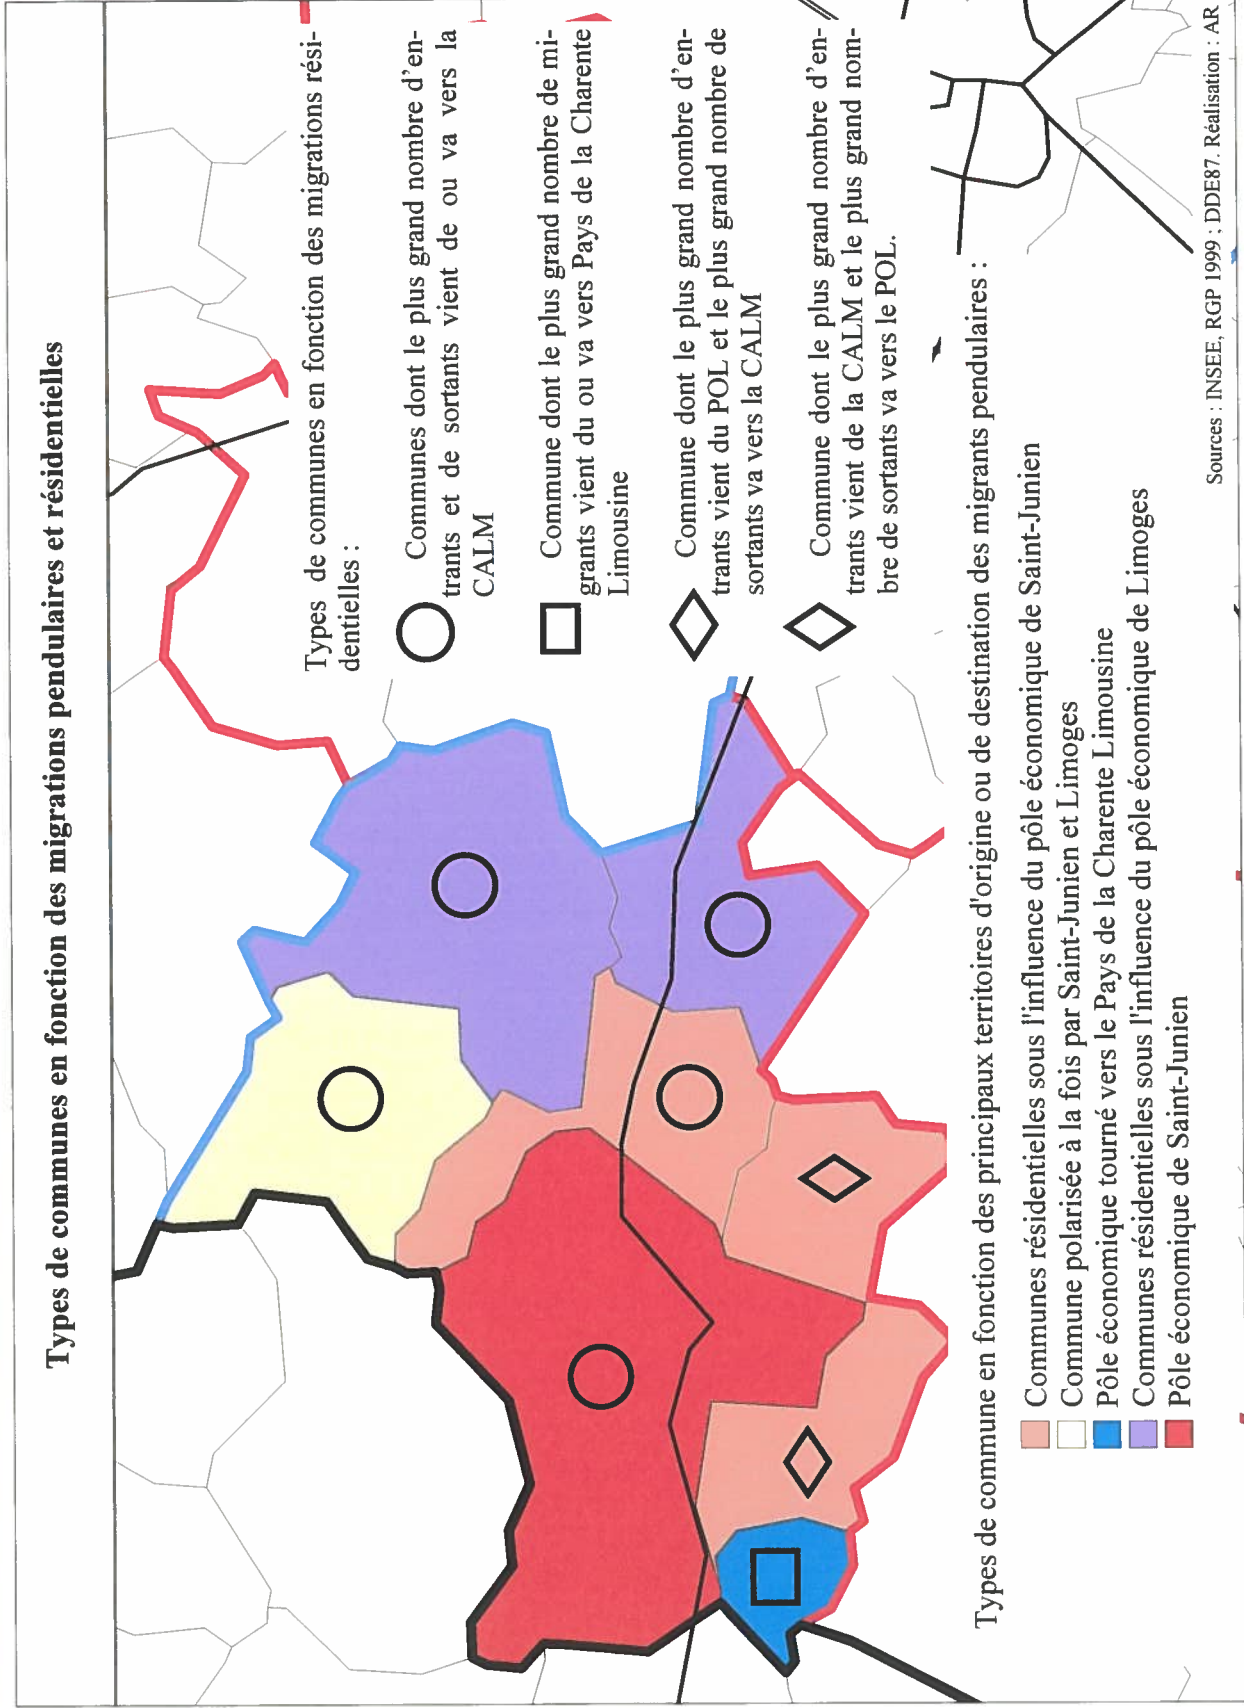 Types de communes en fonction des migrations pendulaires et résidentielles
Types de communes en fonction des migrations rési-
dentielles :
Communes dont le plus grand nombre d'en-
trants et de sortants vient de ou va vers la
CALM
Commune dont le plus grand nombre de mi-
grants vient du ou va vers Pays de la Charente
Limousine
Commune dont le plus grand nombre d'en-
trants vient du POL et le plus grand nombre de
sortants va vers la CALM
Commune dont le plus grand nombre d'en-
trants vient de la CALM et le plus grand nom-
bre de sortants va vers le POL.
Types de commune en fonction des principaux territoires d'origine ou de destination des migrants pendulaires :
Communes résidentielles sous l'influence du pôle économique de Saint-Junien
Commune polarisée à la fois par Saint-Junien et Limoges
Pôle économique tourné vers le Pays de la Charente Limousine
Communes résidentielles sous l'influence du pôle économique de Limoges
Pôle économique de Saint-Junien
Sources : INSEE, RGP 1999 ; DDE87. Réalisation : AR